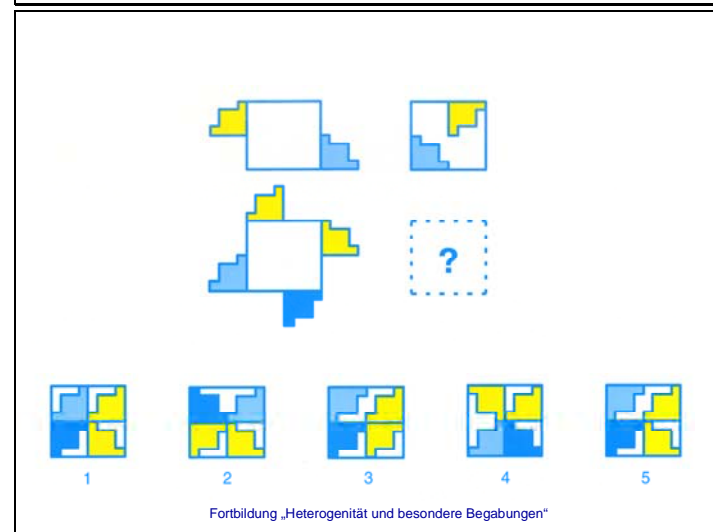 ?
1 2 3 4 5
Fortbildung „Heterogenität und besondere Begabungen“